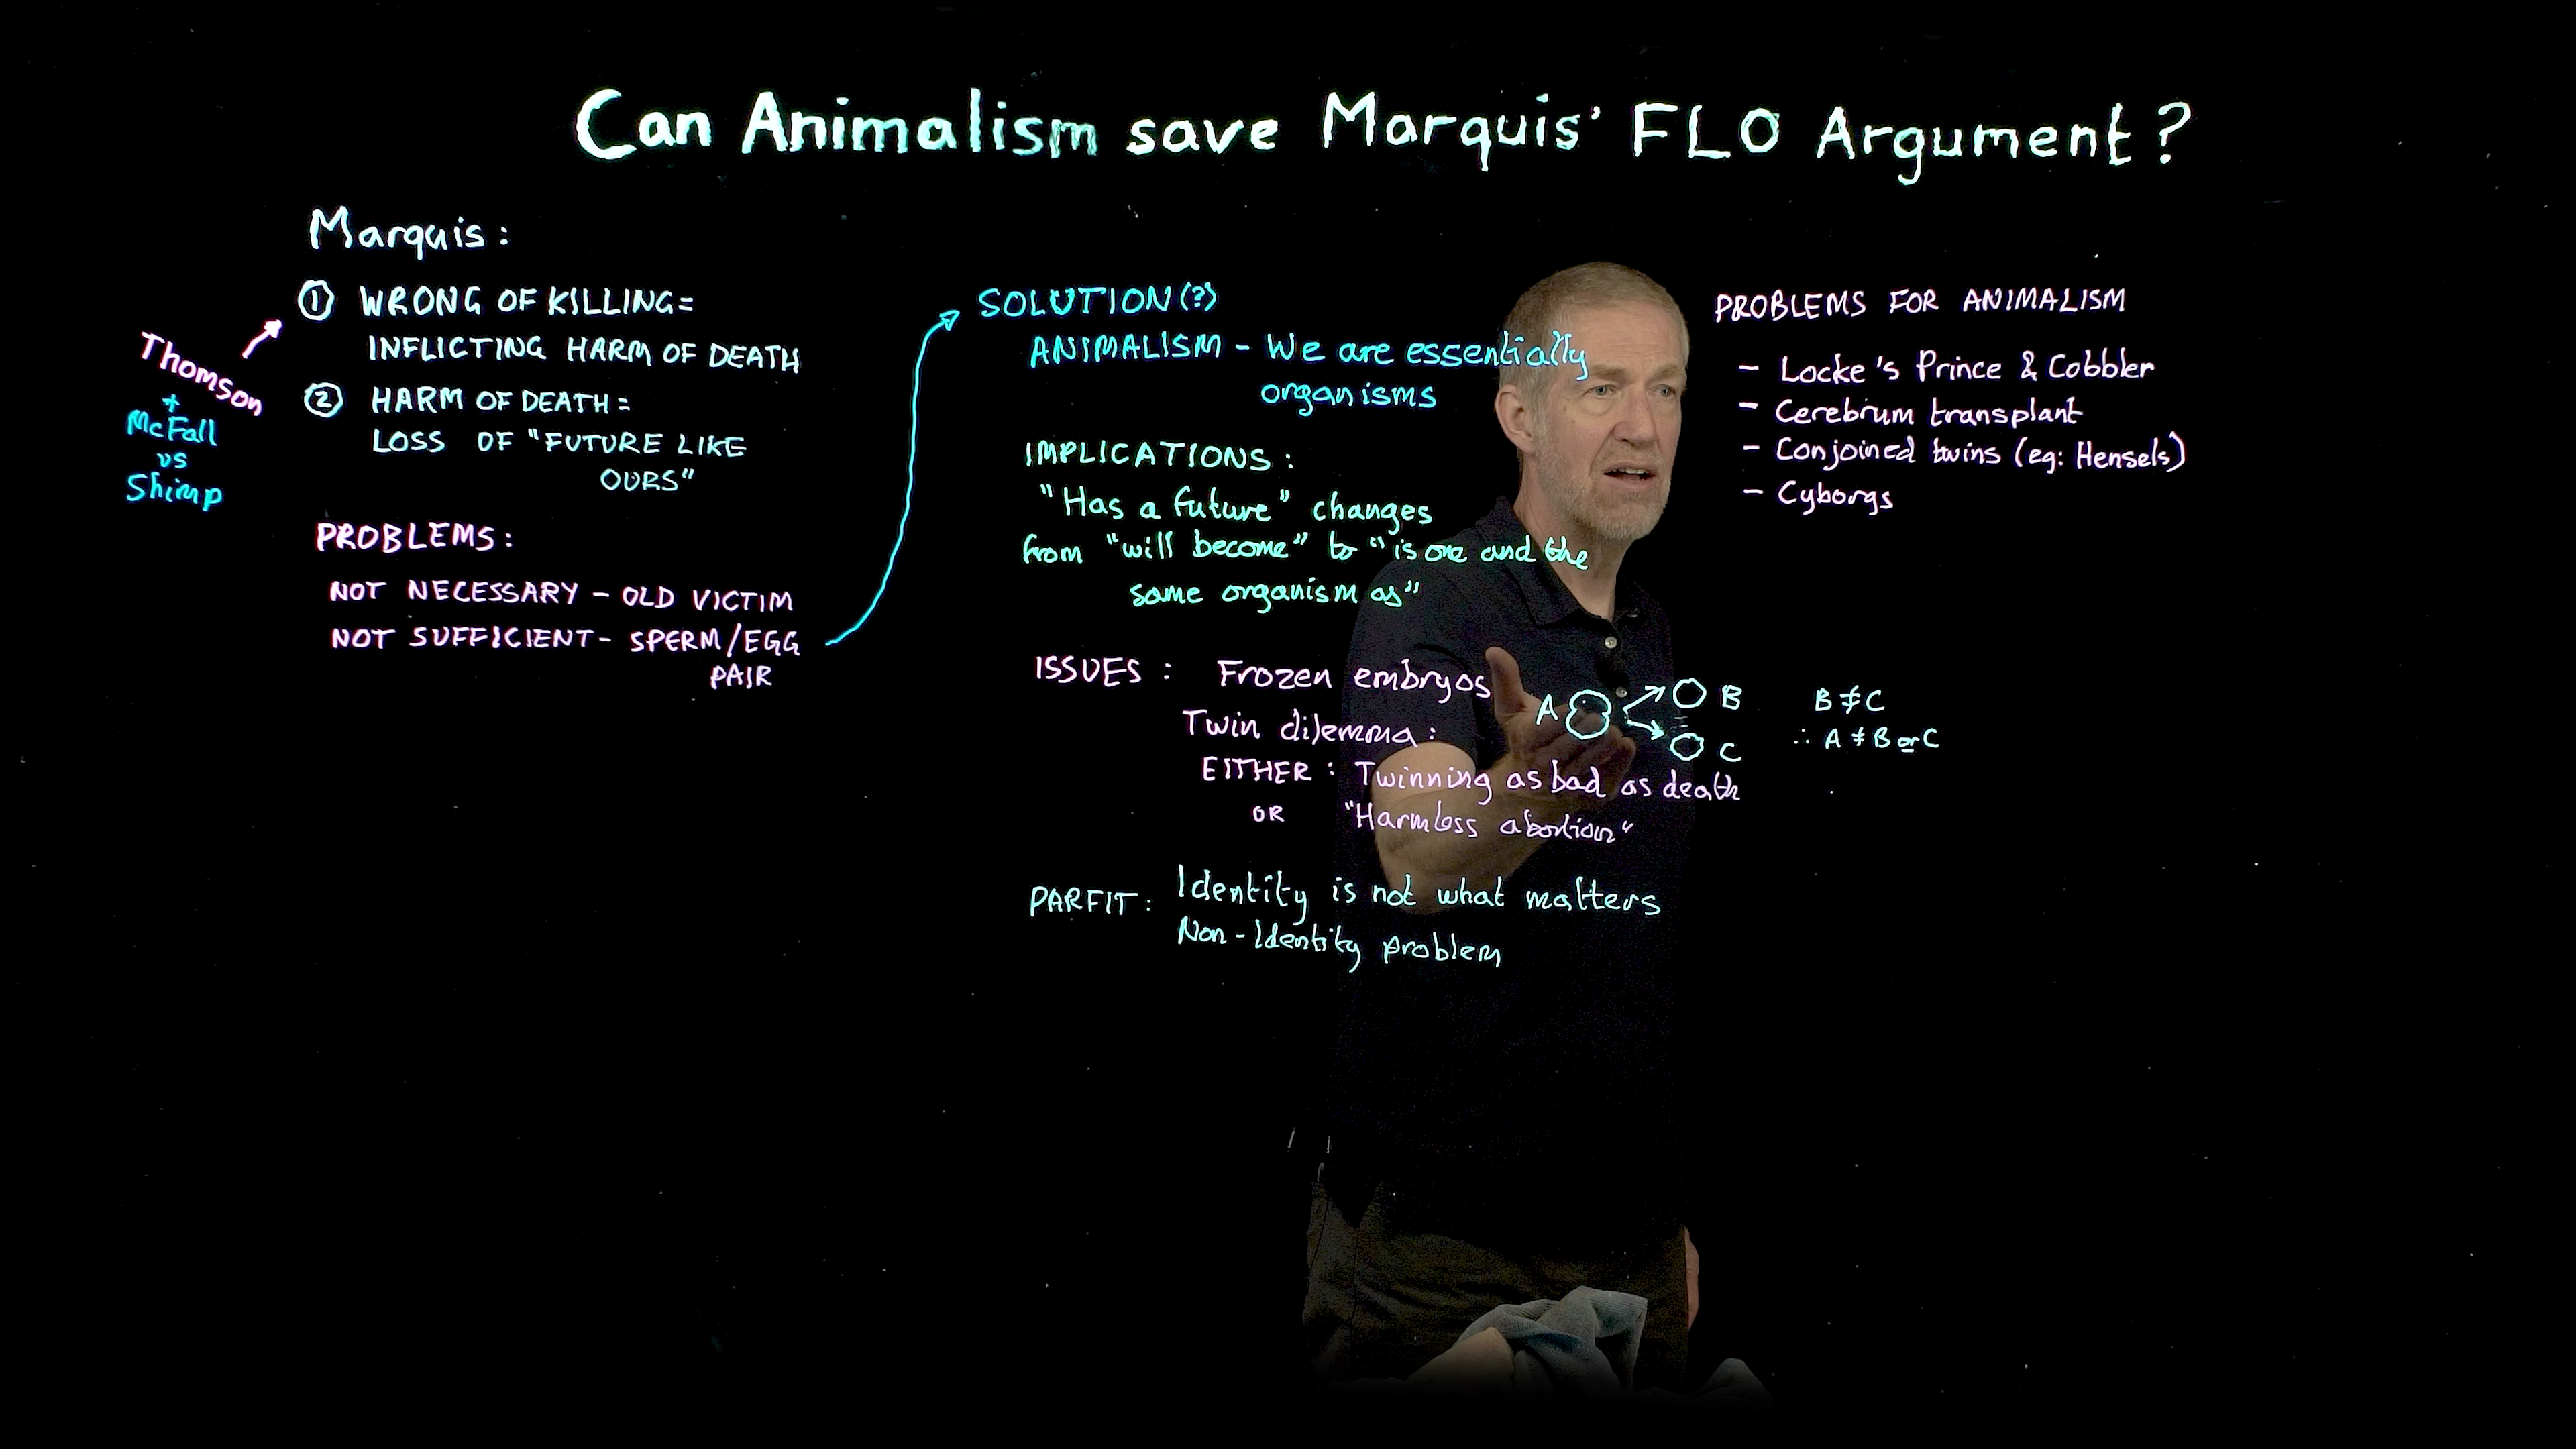 Can Animalism save Marquis' FLO Argument?
Marquis:
① WRONG OF KILLING =
INFLICTING HARM OF DEATH
② HARM OF DEATH =
LOSS OF "FUTURE LIKE
OURS"
Thomson
+
McFall
vs
Shimp
PROBLEMS:
NOT NECESSARY - OLD VICTIM
NOT SUFFICIENT - SPERM/EGG
PAIR
SOLUTION(?)
ANIMALISM - We are essentially
organisms
IMPLICATIONS:
"Has a future" changes
from "will become" to "is one and the
same organism as"
ISSUES: Frozen embryos
Twin dilemma:
EITHER: Twinning as bad as death
OR "Harmless abortion"
A
B
C
B ≠ C
∴ A ≠ B or C
PARFIT: Identity is not what matters
Non-Identity problem
PROBLEMS FOR ANIMALISM
- Locke's Prince & Cobbler
- Cerebrum transplant
- Conjoined twins (eg: Hensels)
- Cyborgs